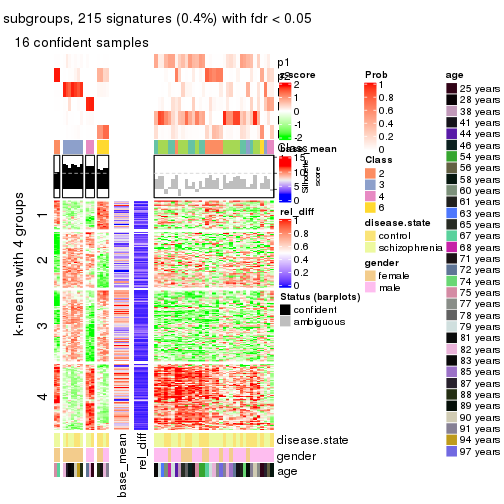 subgroups, 215 signatures (0.4%) with fdr < 0.05
16 confident samples
p1
p2
z-score
2
1
0
-1
-2
Class
base_mean
15
10
5
0
Silhouette
score
rel_diff
1
0.8
0.6
0.4
0.2
0
Status (barplots)
confident
ambiguous
k-means with 4 groups
1
2
3
4
base_mean
rel_diff
disease.state
gender
age
Prob
1
0.8
0.6
0.4
0.2
0
Class
2
3
4
6
disease.state
control
schizophrenia
gender
female
male
age
25 years
28 years
38 years
41 years
44 years
46 years
54 years
56 years
58 years
60 years
61 years
63 years
65 years
67 years
68 years
71 years
72 years
74 years
75 years
77 years
78 years
79 years
81 years
82 years
83 years
85 years
87 years
88 years
89 years
90 years
91 years
94 years
97 years